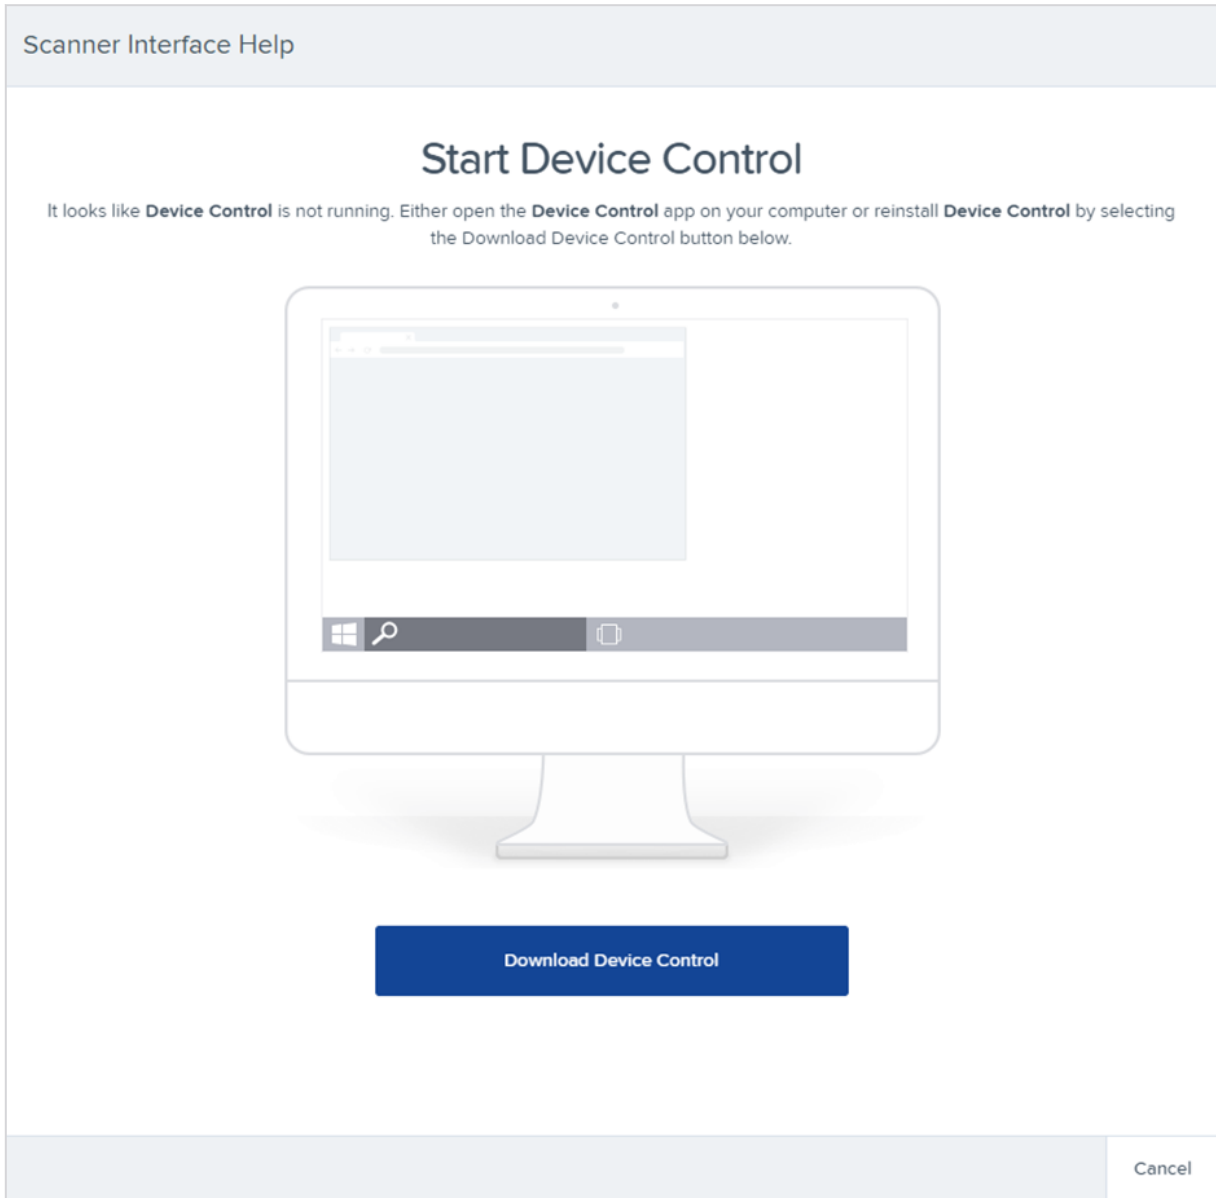 Scanner Interface Help
Start Device Control
It looks like Device Control is not running. Either open the Device Control app on your computer or reinstall Device Control by selecting
the Download Device Control button below.
Download Device Control
Cancel